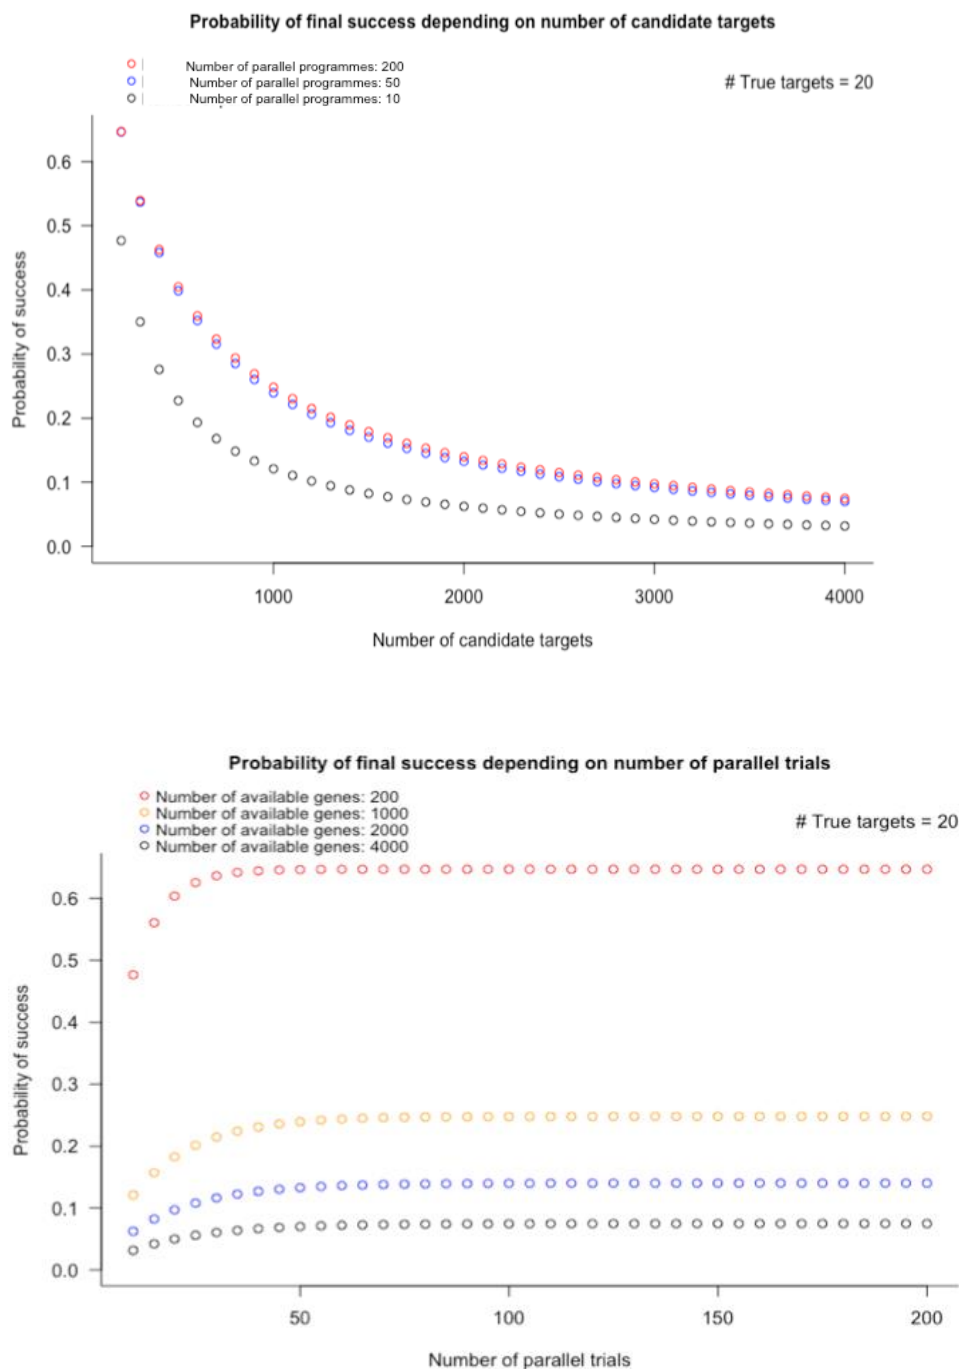 Probability of final success depending on number of candidate targets
Number of parallel programmes: 200
Number of parallel programmes: 50
Number of parallel programmes: 10
# True targets = 20
Probability of success
0.6
0.5
0.4
0.3
0.2
0.1
0.0
1000 2000 3000 4000
Number of candidate targets
Probability of final success depending on number of parallel trials
Number of available genes: 200
Number of available genes: 1000
Number of available genes: 2000
Number of available genes: 4000
# True targets = 20
Probability of success
0.6
0.5
0.4
0.3
0.2
0.1
0.0
50 100 150 200
Number of parallel trials